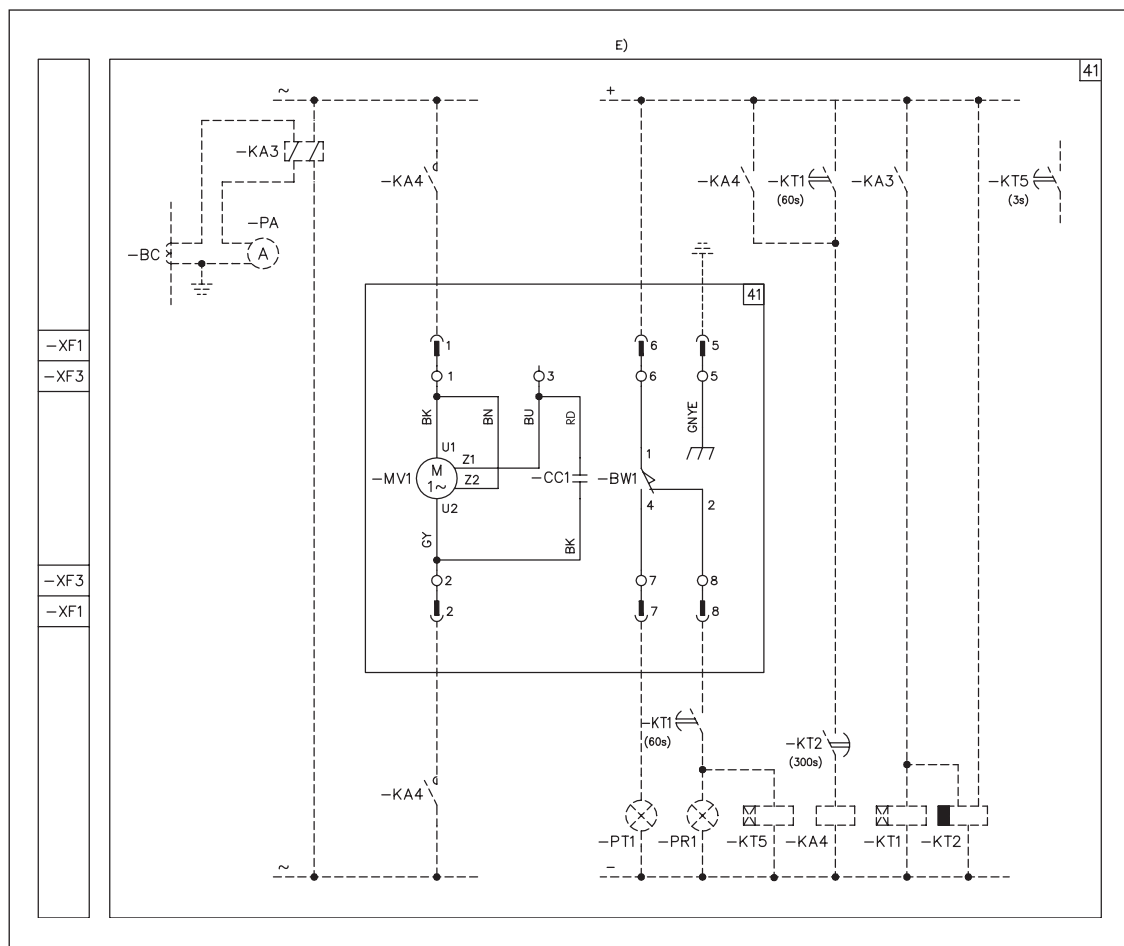 E)
41
~
+
-KA3
-KA4
-KA4
-KT1
(60s)
-KA3
-KT5
(3s)
-PA
-BC
A
41
-XF1
1
6
5
-XF3
1
3
6
5
BK
BN
BU
RD
GNYE
U1
Z1
1
-MV1
M
1~
Z2
-CC1
-BW1
U2
4
2
GY
BK
-XF3
2
7
8
-XF1
2
7
8
-KT1
(60s)
-KT2
(300s)
-KA4
-PT1
-PR1
-KT5
-KA4
-KT1
-KT2
~
-